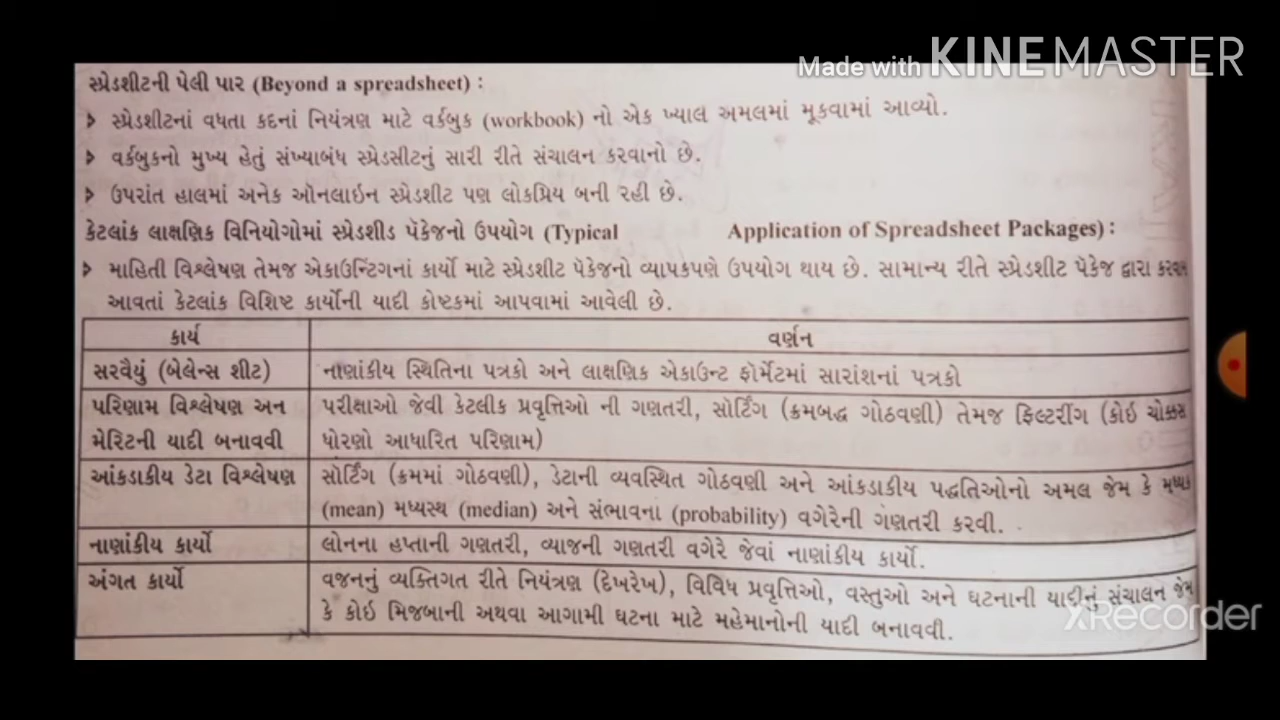 Made with KINEMASTER
સ્પ્રેડશીટની પેલી પાર (Beyond a spreadsheet) :
સ્પ્રેડશીટનાં વધતા કદનાં નિયંત્રણ માટે વર્કબુક (workbook) નો એક ખ્યાલ અમલમાં મૂકવામાં આવ્યો.
વર્કબુકનો મુખ્ય હેતું સંખ્યાબંધ સ્પ્રેડસીટનું સારી રીતે સંચાલન કરવાનો છે.
ઉપરાંત હાલમાં અનેક ઑનલાઇન સ્પ્રેડશીટ પણ લોકપ્રિય બની રહી છે.
કેટલાંક લાક્ષણિક વિનિયોગોમાં સ્પ્રેડશીડ પૅકેજનો ઉપયોગ (Typical Application of Spreadsheet Packages) :
માહિતી વિશ્લેષણ તેમજ એકાઉન્ટિંગનાં કાર્યો માટે સ્પ્રેડશીટ પૅકેજનો વ્યાપકપણે ઉપયોગ થાય છે. સામાન્ય રીતે સ્પ્રેડશીટ પૅકેજ દ્વારા કરવામ
આવતાં કેટલાંક વિશિષ્ટ કાર્યોની યાદી કોષ્ટકમાં આપવામાં આવેલી છે.
કાર્ય વર્ણન
સરવૈયું (બેલેન્સ શીટ) નાણાંકીય સ્થિતિના પત્રકો અને લાક્ષણિક એકાઉન્ટ ફૉર્મેટમાં સારાંશનાં પત્રકો
પરિણામ વિશ્લેષણ અન પરીક્ષાઓ જેવી કેટલીક પ્રવૃત્તિઓ ની ગણતરી, સૉર્ટિંગ (ક્રમબદ્ધ ગોઠવણી) તેમજ ફિલ્ટરીંગ (કોઇ ચોક્કસ
મેરિટની યાદી બનાવવી ધોરણો આધારિત પરિણામ)
આંકડાકીય ડેટા વિશ્લેષણ સૉર્ટિંગ (ક્રમમાં ગોઠવણી), ડેટાની વ્યવસ્થિત ગોઠવણી અને આંકડાકીય પદ્ધતિઓનો અમલ જેમ કે મધ્યક
(mean) મધ્યસ્થ (median) અને સંભાવના (probability) વગેરેની ગણતરી કરવી.
નાણાંકીય કાર્યો લોનના હપ્તાની ગણતરી, વ્યાજની ગણતરી વગેરે જેવાં નાણાંકીય કાર્યો.
અંગત કાર્યો વજનનું વ્યક્તિગત રીતે નિયંત્રણ (દેખરેખ), વિવિધ પ્રવૃત્તિઓ, વસ્તુઓ અને ઘટનાની યાદીનું સંચાલન જેમ
કે કોઇ મિજબાની અથવા આગામી ઘટના માટે મહેમાનોની યાદી બનાવવી.
XRecorder